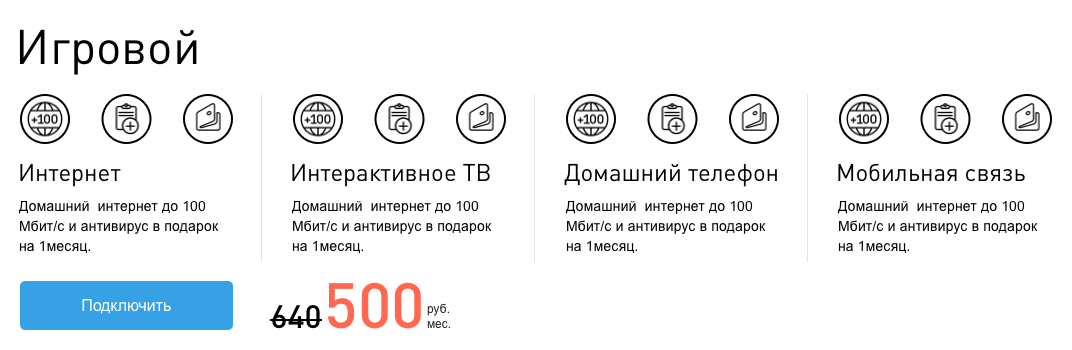 Игровой
+100
+100
+100
+100
Интернет
Домашний интернет до 100
Мбит/с и антивирус в подарок
на 1месяц.
Интерактивное ТВ
Домашний интернет до 100
Мбит/с и антивирус в подарок
на 1месяц.
Домашний телефон
Домашний интернет до 100
Мбит/с и антивирус в подарок
на 1месяц.
Мобильная связь
Домашний интернет до 100
Мбит/с и антивирус в подарок
на 1месяц.
Подключить
640 500 руб.
мес.